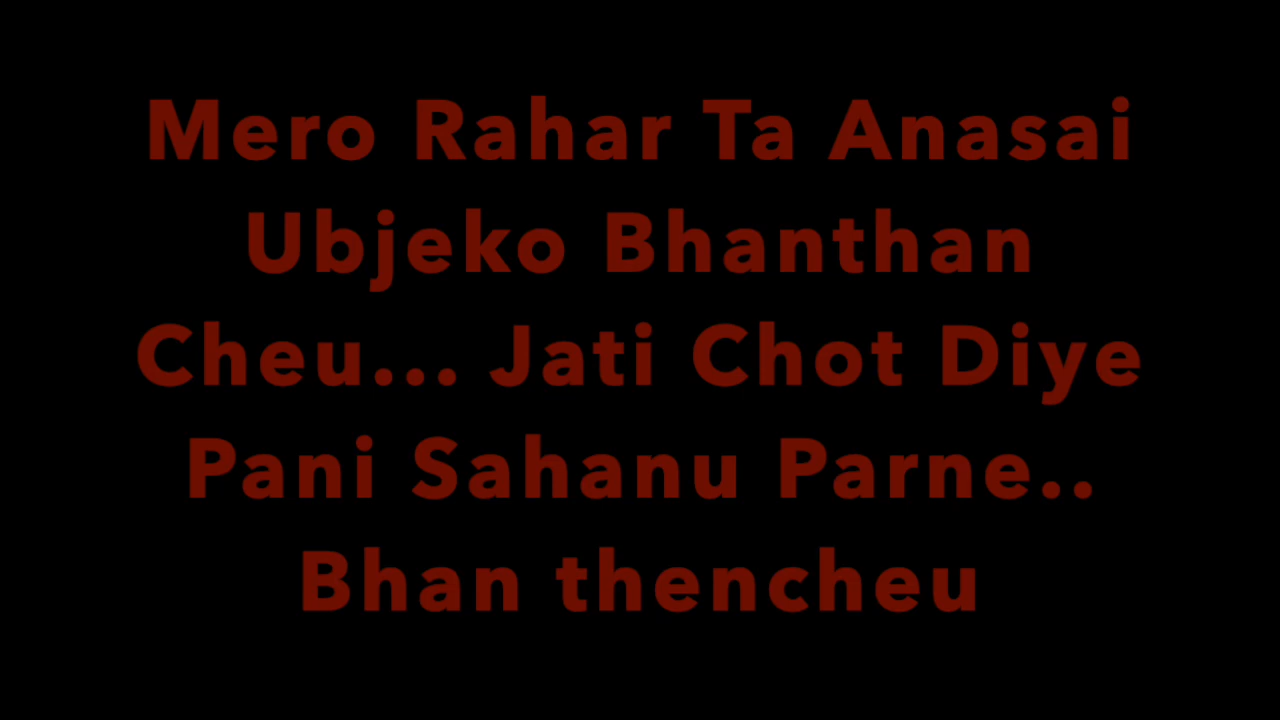 Mero Rahar Ta Anasai
Ubjeko Bhanthan
Cheu... Jati Chot Diye
Pani Sahanu Parne..
Bhan thencheu